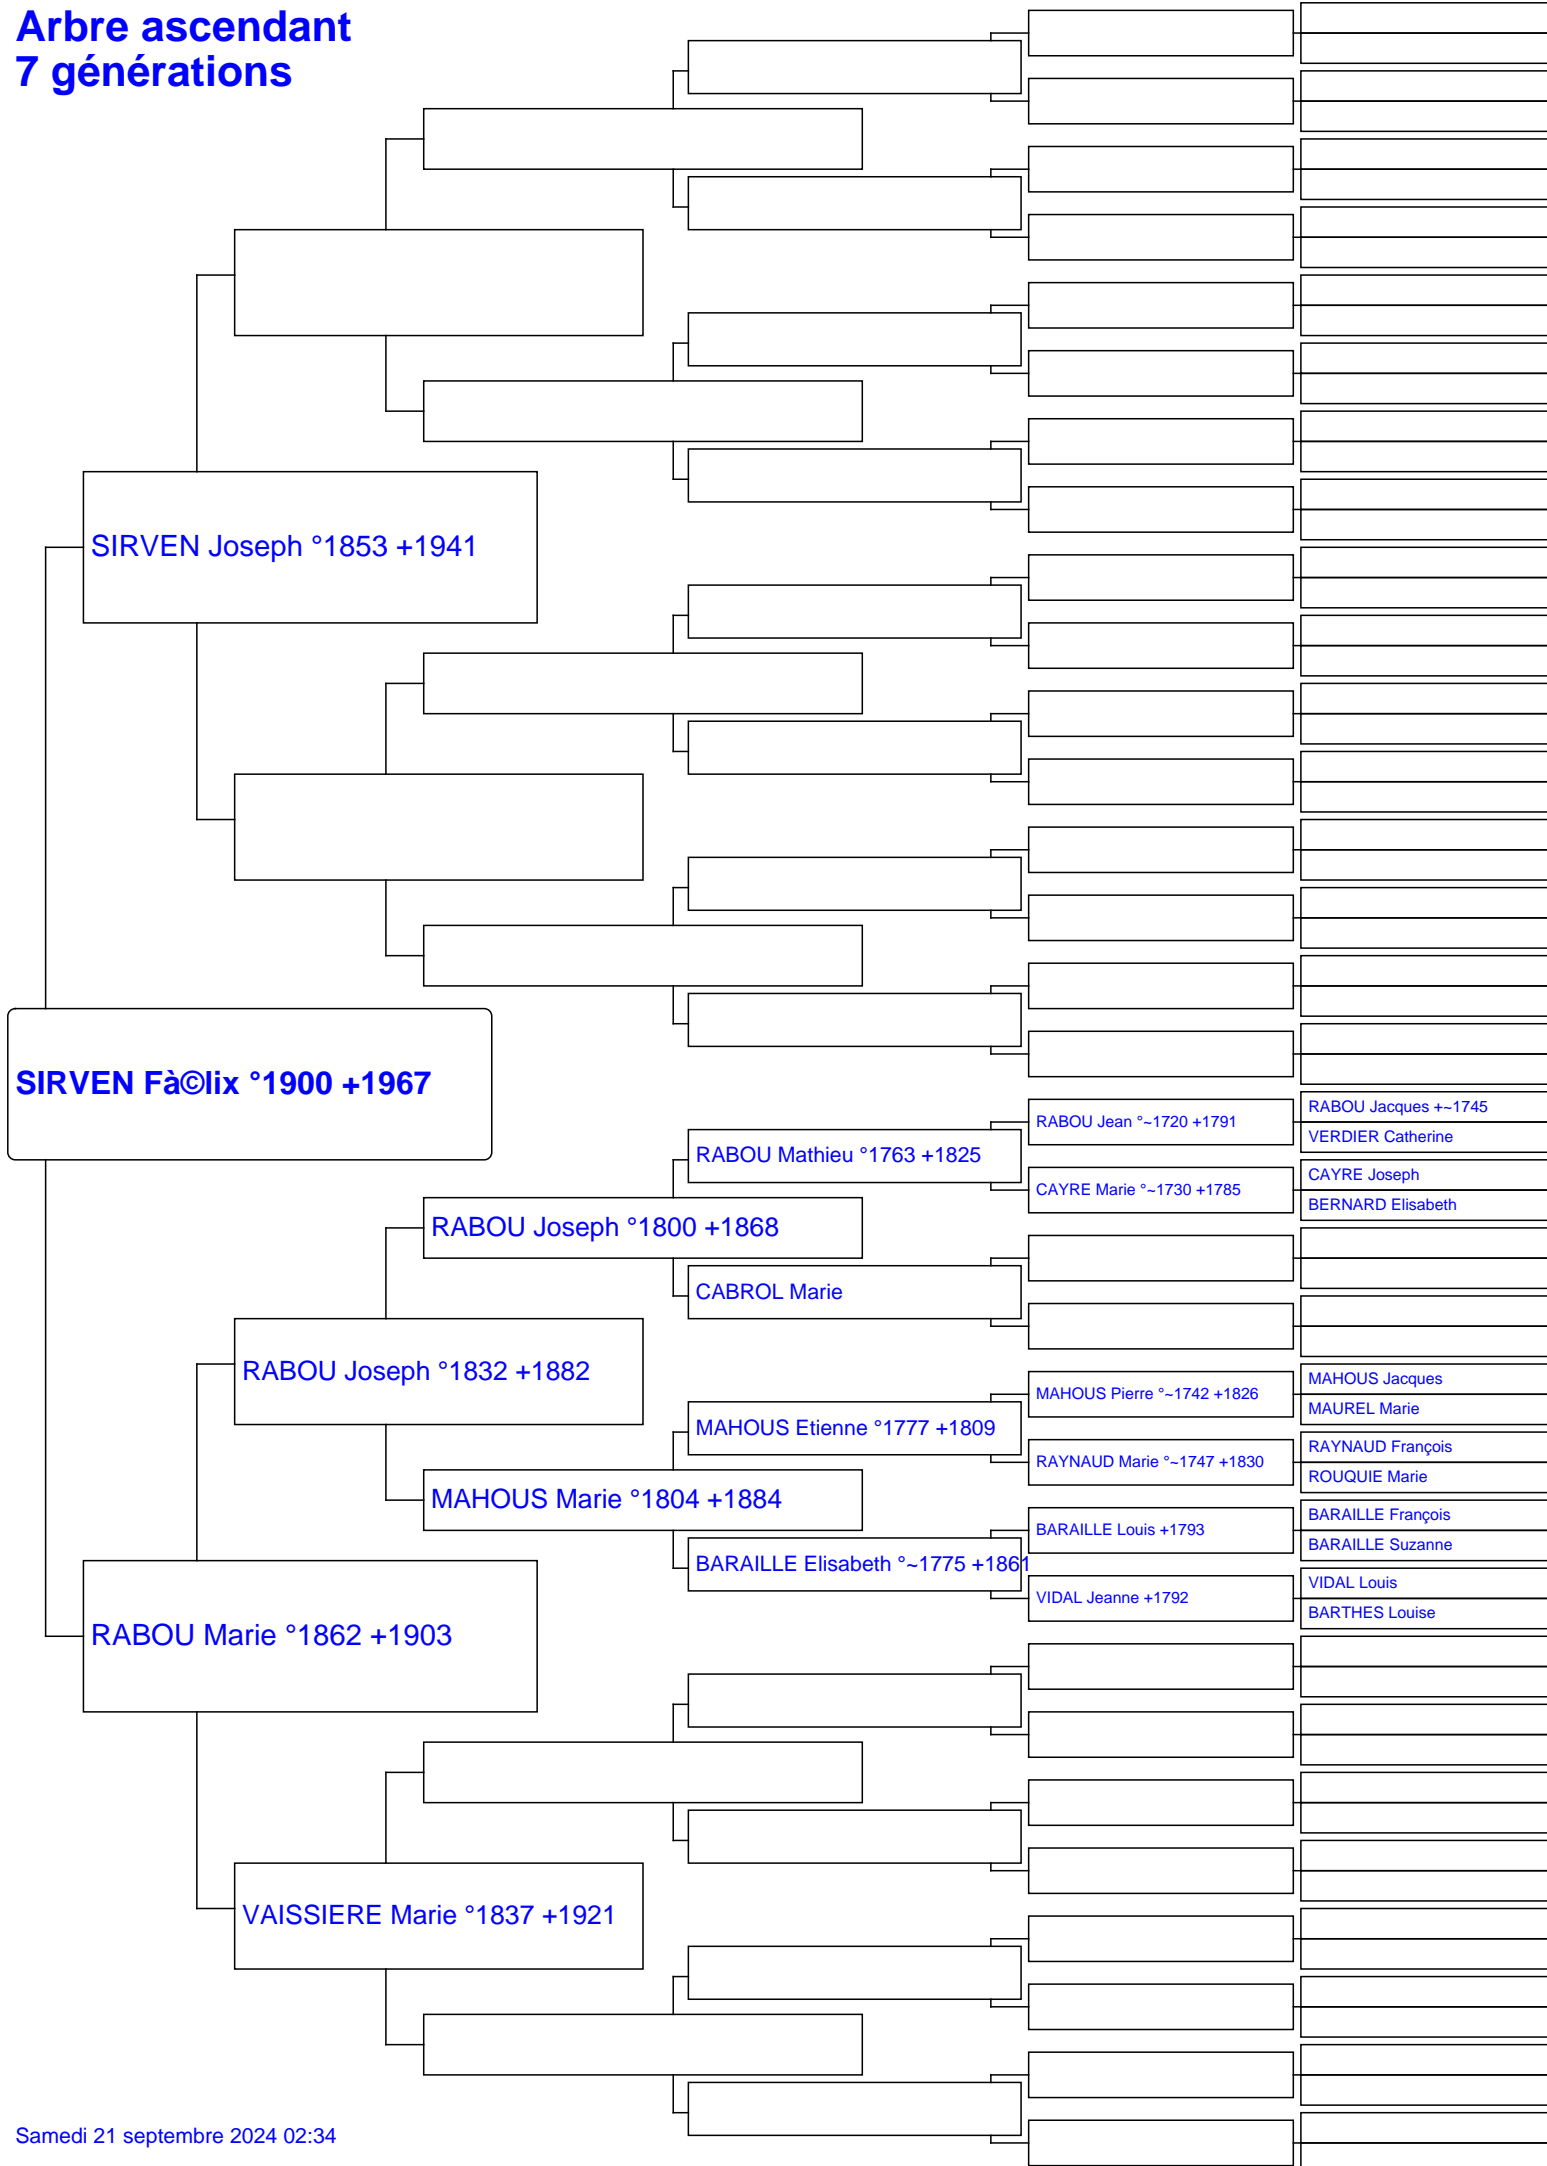 Arbre ascendant
7 générations
SIRVEN Joseph °1853 +1941
SIRVEN Fà©lix °1900 +1967
RABOU Jacques +~1745
RABOU Jean °~1720 +1791
VERDIER Catherine
RABOU Mathieu °1763 +1825
CAYRE Joseph
CAYRE Marie °~1730 +1785
BERNARD Elisabeth
RABOU Joseph °1800 +1868
CABROL Marie
RABOU Joseph °1832 +1882
MAHOUS Jacques
MAHOUS Pierre °~1742 +1826
MAUREL Marie
MAHOUS Etienne °1777 +1809
RAYNAUD François
RAYNAUD Marie °~1747 +1830
ROUQUIE Marie
MAHOUS Marie °1804 +1884
BARAILLE François
BARAILLE Louis +1793
BARAILLE Suzanne
BARAILLE Elisabeth °~1775 +1861
VIDAL Louis
VIDAL Jeanne +1792
BARTHES Louise
RABOU Marie °1862 +1903
VAISSIERE Marie °1837 +1921
Samedi 21 septembre 2024 02:34